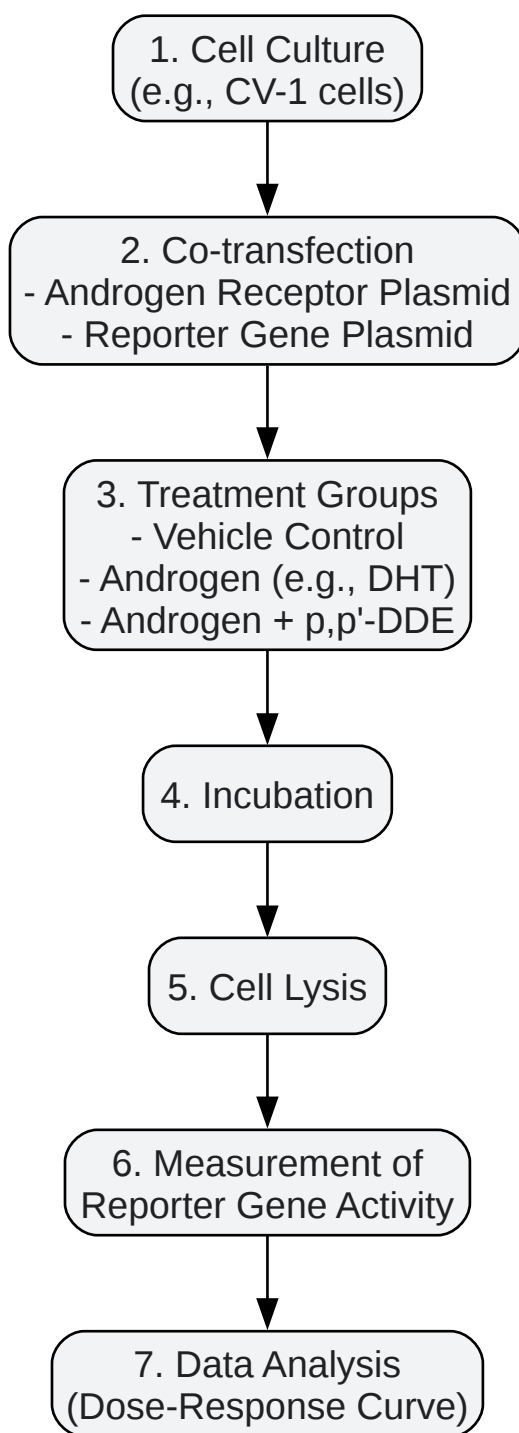 1. Cell Culture
(e.g., CV-1 cells)
2. Co-transfection
- Androgen Receptor Plasmid
- Reporter Gene Plasmid
3. Treatment Groups
- Vehicle Control
- Androgen (e.g., DHT)
- Androgen + p,p'-DDE
4. Incubation
5. Cell Lysis
6. Measurement of
Reporter Gene Activity
7. Data Analysis
(Dose-Response Curve)